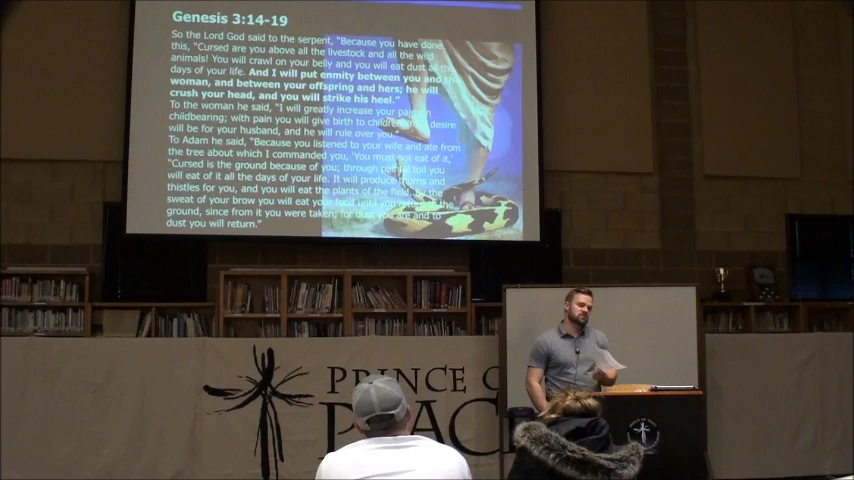 Genesis 3:14-19
So the Lord God said to the serpent, “Because you have done
this, “Cursed are you above all the livestock and all the wild
animals! You will crawl on your belly and you will eat dust all the
days of your life. And I will put enmity between you and the
woman, and between your offspring and hers; he will
crush your head, and you will strike his heel.”
To the woman he said, “I will greatly increase your pains in
childbearing; with pain you will give birth to children. Your desire
will be for your husband, and he will rule over you.”
To Adam he said, “Because you listened to your wife and ate from
the tree about which I commanded you, ‘You must not eat of it,’
“Cursed is the ground because of you; through painful toil you
will eat of it all the days of your life. It will produce thorns and
thistles for you, and you will eat the plants of the field. By the
sweat of your brow you will eat your food until you return to the
ground, since from it you were taken; for dust you are and to
dust you will return.”
PRINCE
PEAC